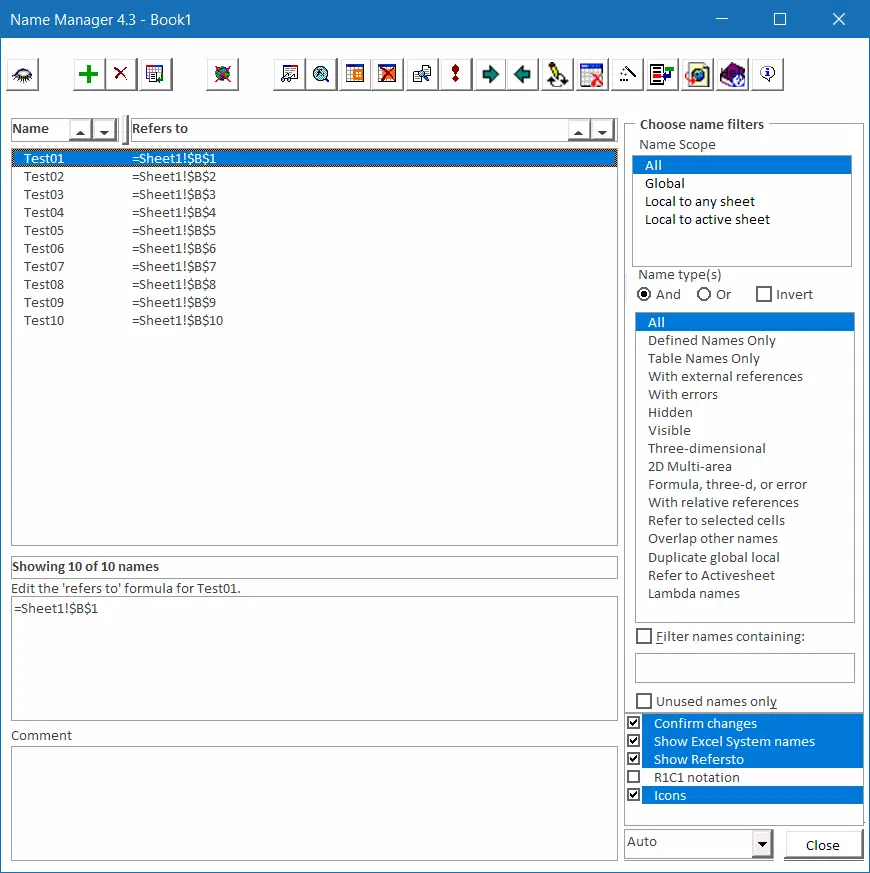 Name Manager 4.3 - Book1
Name Refers to
Test01 =Sheet1!$B$1
Test02 =Sheet1!$B$2
Test03 =Sheet1!$B$3
Test04 =Sheet1!$B$4
Test05 =Sheet1!$B$5
Test06 =Sheet1!$B$6
Test07 =Sheet1!$B$7
Test08 =Sheet1!$B$8
Test09 =Sheet1!$B$9
Test10 =Sheet1!$B$10
Showing 10 of 10 names
Edit the 'refers to' formula for Test01.
=Sheet1!$B$1
Comment
Choose name filters
Name Scope
All
Global
Local to any sheet
Local to active sheet
Name type(s)
And Or Invert
All
Defined Names Only
Table Names Only
With external references
With errors
Hidden
Visible
Three-dimensional
2D Multi-area
Formula, three-d, or error
With relative references
Refer to selected cells
Overlap other names
Duplicate global local
Refer to Activesheet
Lambda names
Filter names containing:
Unused names only
Confirm changes
Show Excel System names
Show Refersto
R1C1 notation
Icons
Auto Close